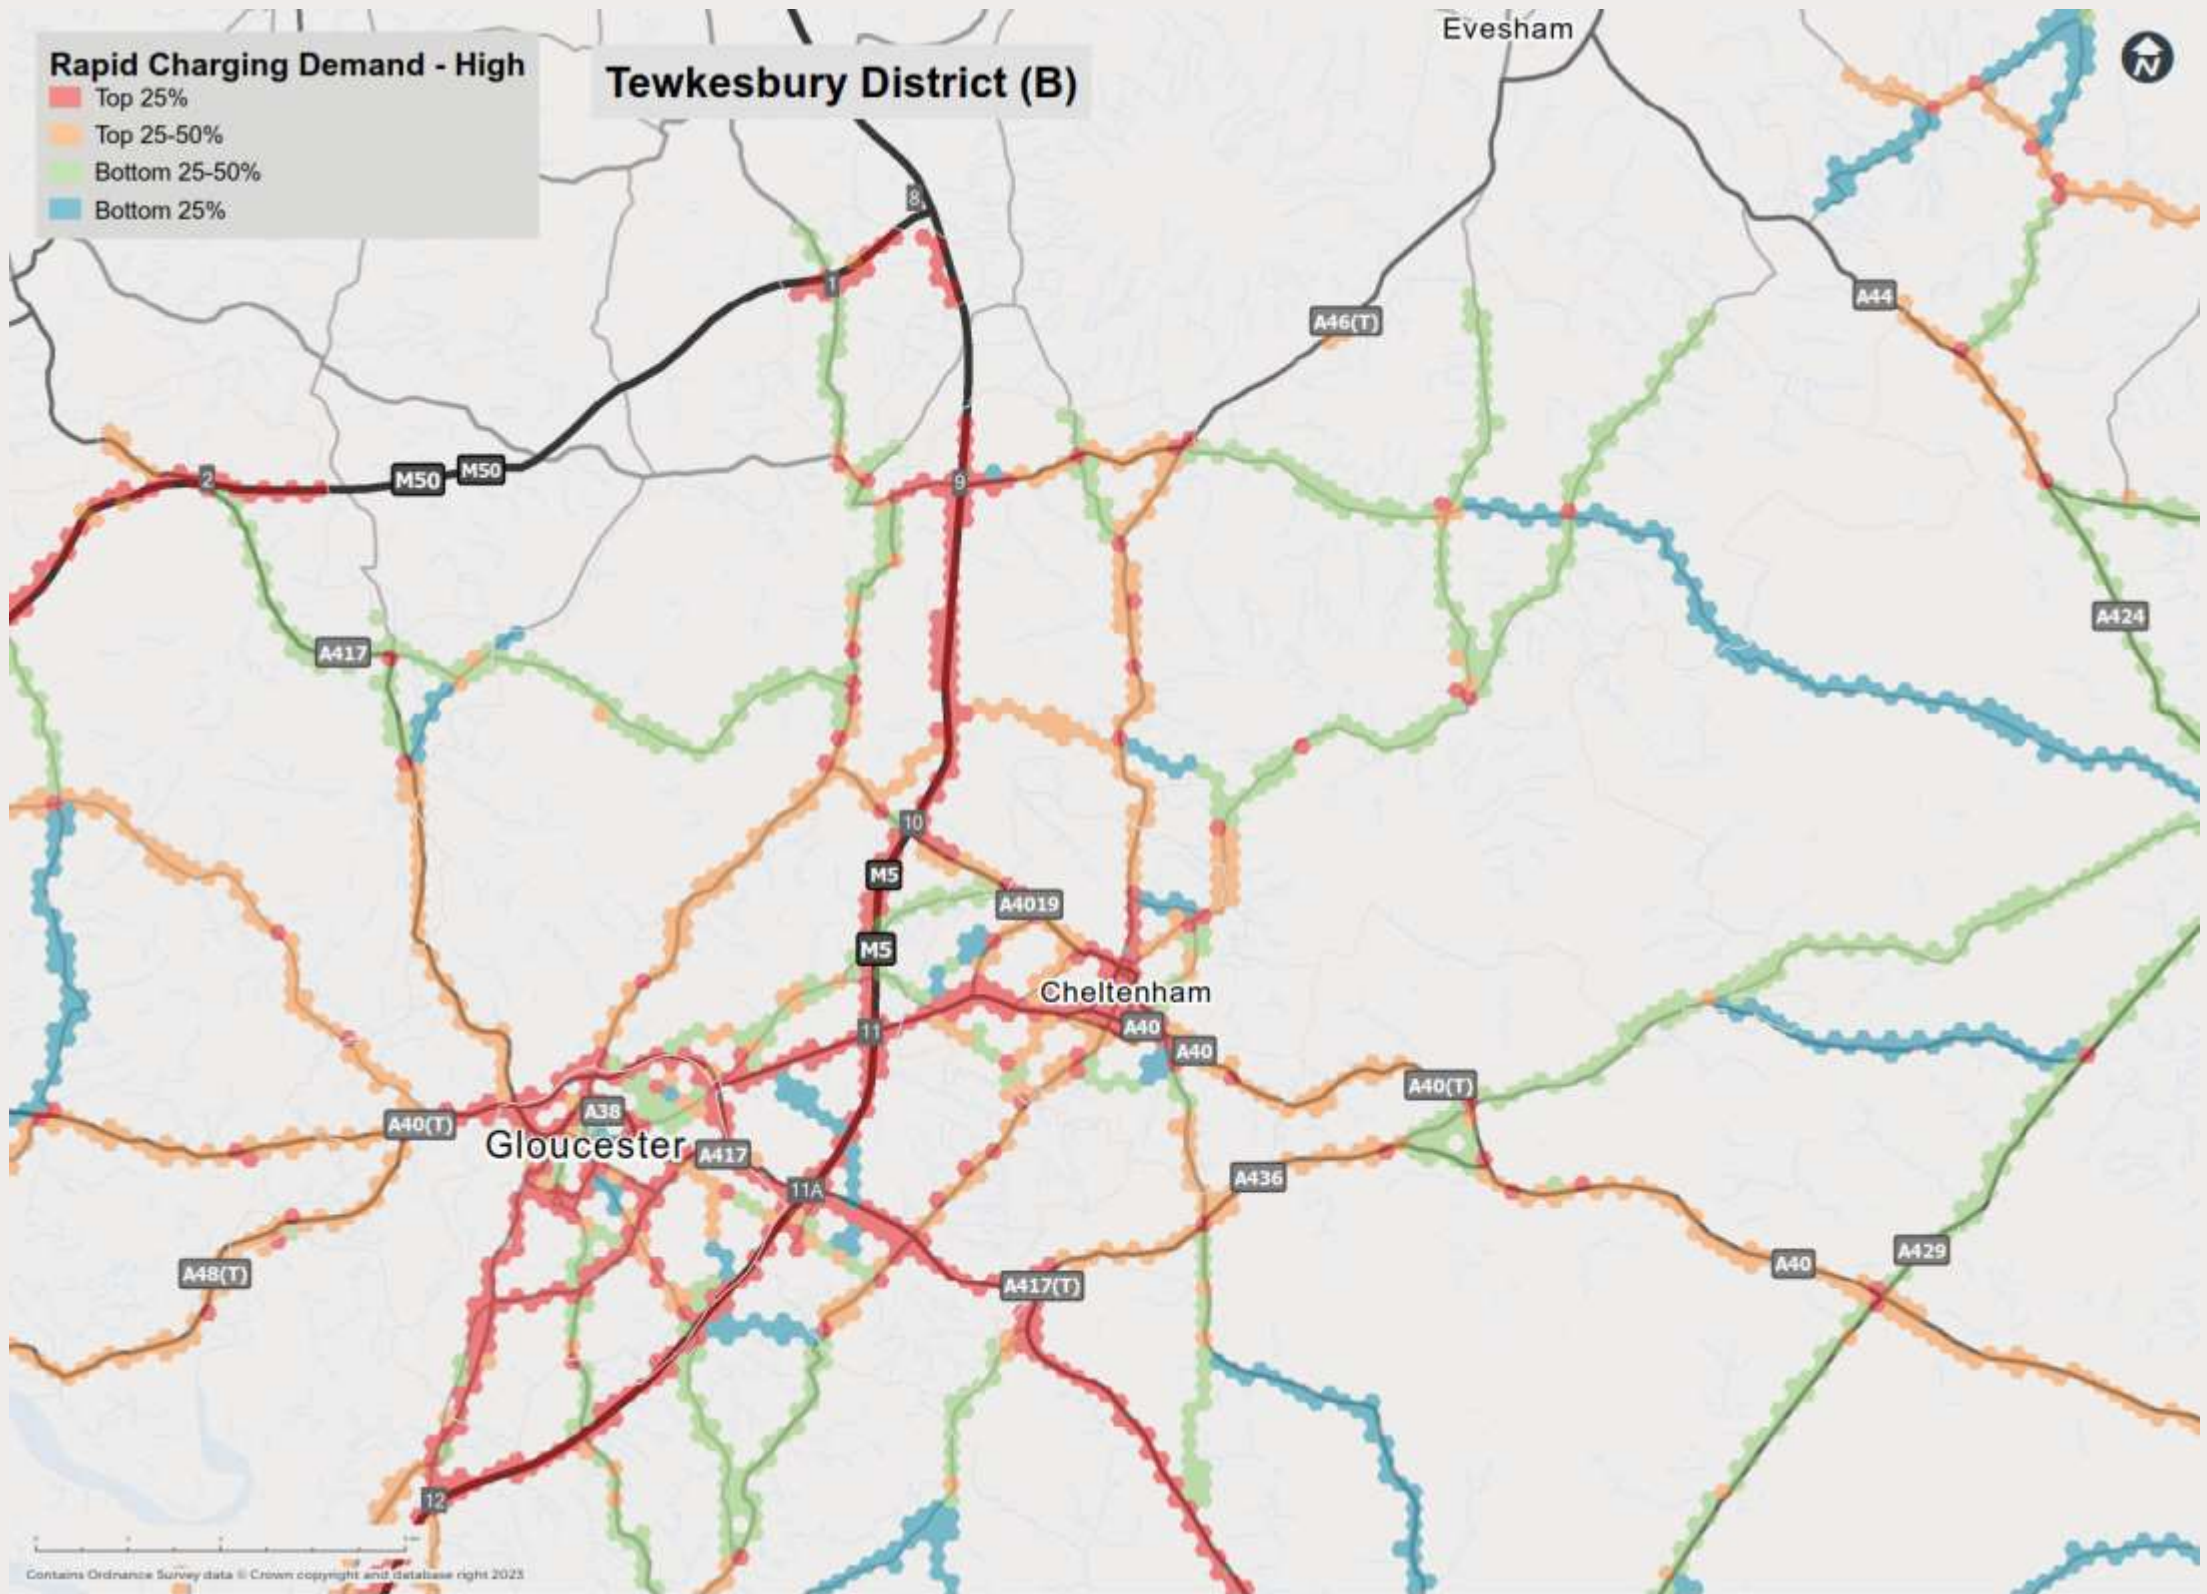 Evesham
Rapid Charging Demand - High
Top 25%
Top 25-50%
Bottom 25-50%
Bottom 25%
Tewkesbury District (B)
N
8
1
A44
A46(T)
2
M50
M50
9
A424
A417
10
M5
A4019
M5
Cheltenham
11
A40
A40
A40(T)
A38
A40(T)
Gloucester
A417
11A
A436
A429
A48(T)
A40
A417(T)
12
Contains Ordnance Survey data © Crown copyright and database right 2023